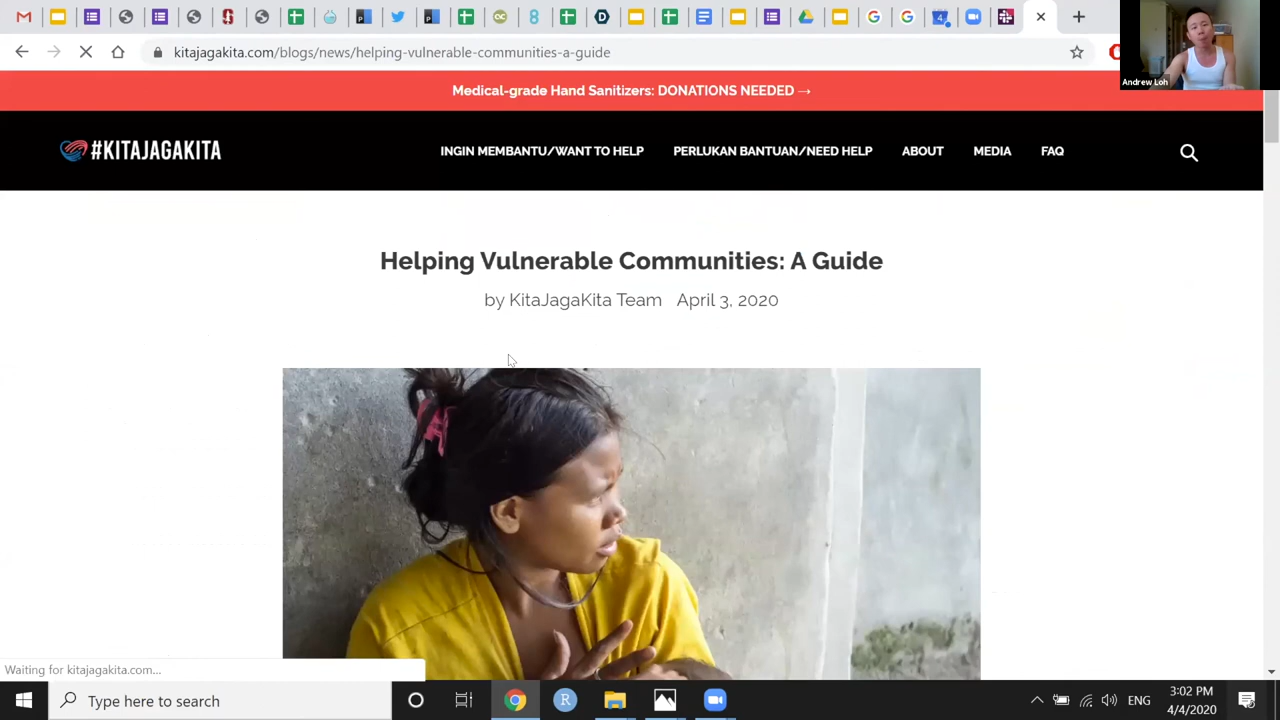 kitajagakita.com/blogs/news/helping-vulnerable-communities-a-guide
Andrew Loh
Medical-grade Hand Sanitizers: DONATIONS NEEDED →
#KITAJAGAKITA
INGIN MEMBANTU/WANT TO HELP PERLUKAN BANTUAN/NEED HELP ABOUT MEDIA FAQ
Helping Vulnerable Communities: A Guide
by KitaJagaKita Team April 3, 2020
Waiting for kitajagakita.com...
Type here to search
ENG
3:02 PM
4/4/2020